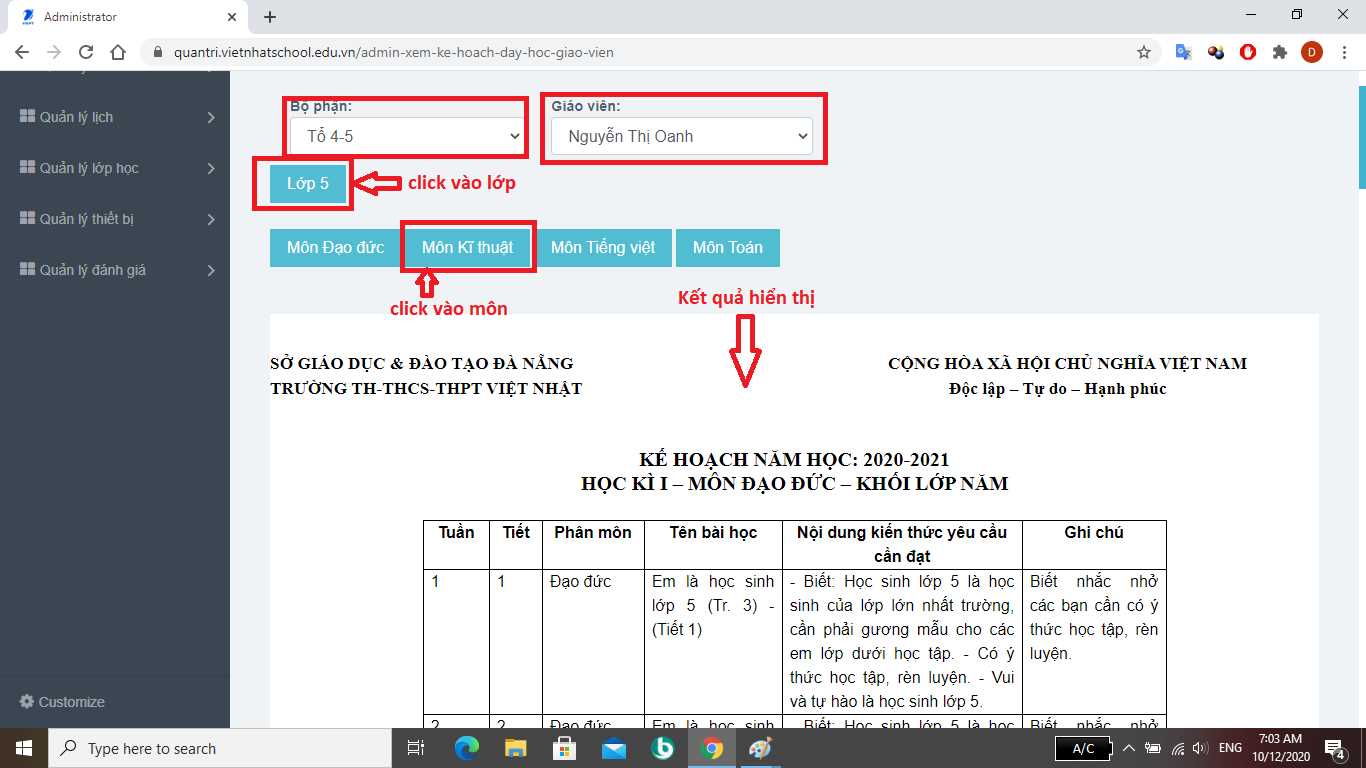 Administrator
quantri.vietnhatschool.edu.vn/admin-xem-ke-hoach-day-hoc-giao-vien
D
Quản lý lịch
Quản lý lớp học
Quản lý thiết bị
Quản lý đánh giá
Customize
Bộ phận:
Giáo viên:
Tổ 4-5
Nguyễn Thị Oanh
Lớp 5
click vào lớp
Môn Đạo đức
Môn Kĩ thuật
Môn Tiếng việt
Môn Toán
click vào môn
Kết quả hiển thị
SỞ GIÁO DỤC & ĐÀO TẠO ĐÀ NẴNG
TRƯỜNG TH-THCS-THPT VIỆT NHẬT
CỘNG HÒA XÃ HỘI CHỦ NGHĨA VIỆT NAM
Độc lập – Tự do – Hạnh phúc
KẾ HOẠCH NĂM HỌC: 2020-2021
HỌC KÌ I – MÔN ĐẠO ĐỨC – KHỐI LỚP NĂM
Tuần
Tiết
Phân môn
Tên bài học
Nội dung kiến thức yêu cầu
cần đạt
Ghi chú
1
1
Đạo đức
Em là học sinh
lớp 5 (Tr. 3) -
(Tiết 1)
- Biết: Học sinh lớp 5 là học
sinh của lớp lớn nhất trường,
cần phải gương mẫu cho các
em lớp dưới học tập. - Có ý
thức học tập, rèn luyện. - Vui
và tự hào là học sinh lớp 5.
Biết nhắc nhở
các bạn cần có ý
thức học tập, rèn
luyện.
2
2
Đạo đức
Em là học sinh
- Biết: Học sinh lớp 5 là học
Biết nhắc nhở
Type here to search
A/C
ENG
7:03 AM
10/12/2020
4